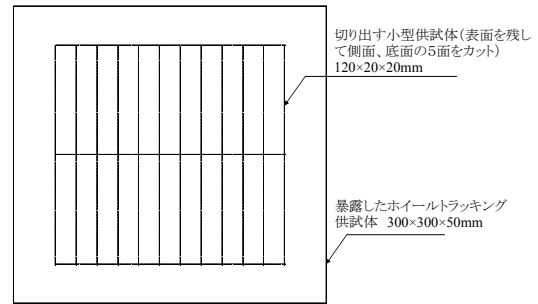 切り出す小型供試体（表面を残し
て側面、底面の５面をカット）
120×20×20mm
暴露したホイールトラッキング
供試体 300×300×50mm